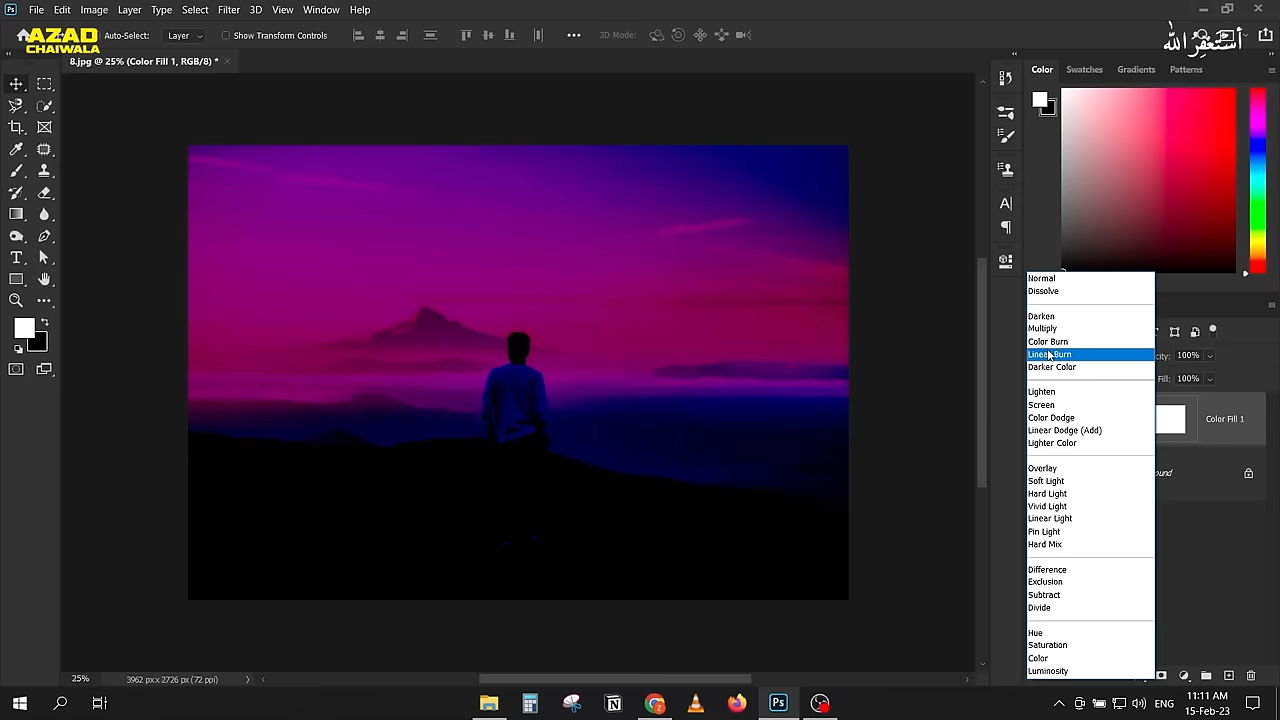 File Edit Image Layer Type Select Filter 3D View Window Help
AZAD
CHAIWALA
Auto-Select: Layer Show Transform Controls 3D Mode:
أستغفر الله
8.jpg @ 25% (Color Fill 1, RGB/8) *
Color Swatches Gradients Patterns
Normal
Dissolve
Darken
Multiply
Color Burn
Linear Burn
Darker Color
Lighten
Screen
Color Dodge
Linear Dodge (Add)
Lighter Color
Overlay
Soft Light
Hard Light
Vivid Light
Linear Light
Pin Light
Hard Mix
Difference
Exclusion
Subtract
Divide
Hue
Saturation
Color
Luminosity
100%
Fill: 100%
Color Fill 1
25% 3962 px x 2726 px (72 ppi)
Ps
ENG
11:11 AM
15-Feb-23